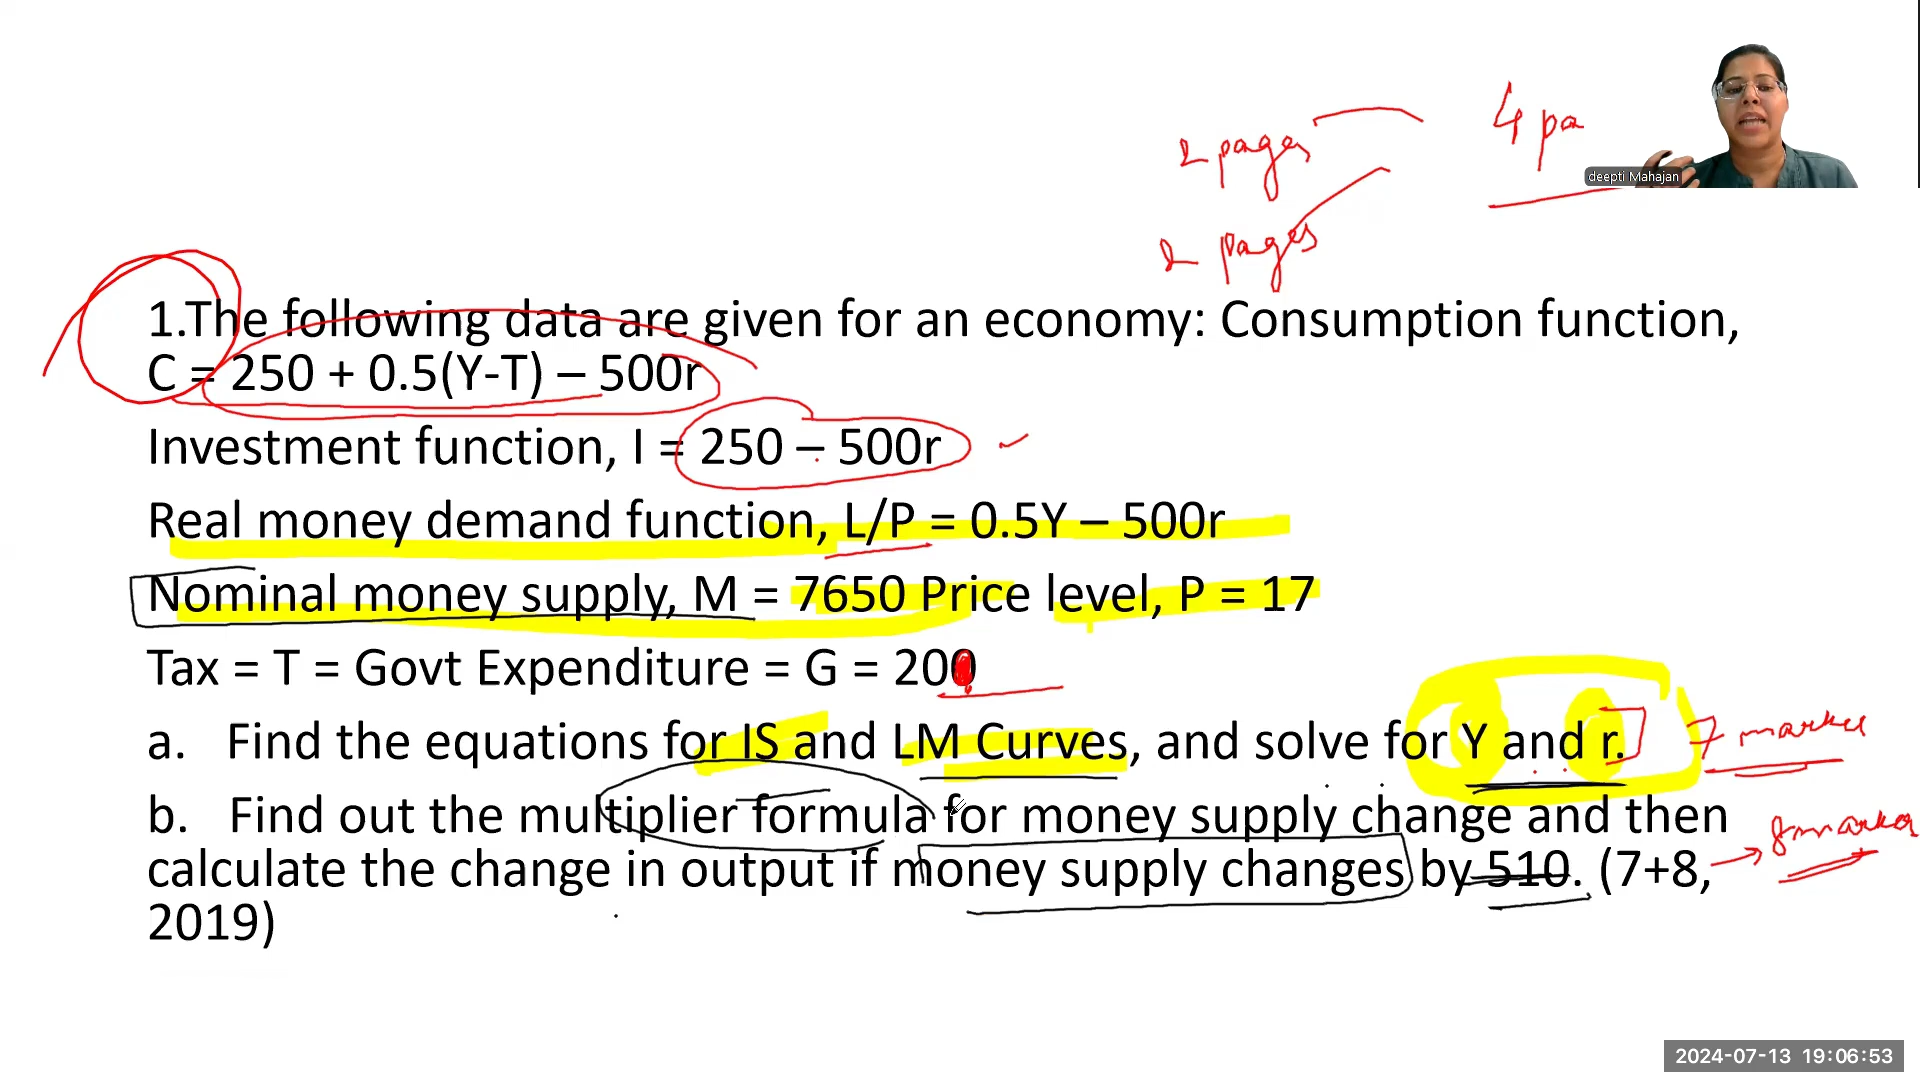 2 pages
4 pa
deepti Mahajan
2 pages
1.The following data are given for an economy: Consumption function,
C = 250 + 0.5(Y-T) – 500r
Investment function, I = 250 – 500r
Real money demand function, L/P = 0.5Y – 500r
Nominal money supply, M = 7650 Price level, P = 17
Tax = T = Govt Expenditure = G = 200
a. Find the equations for IS and LM Curves, and solve for Y and r. 7 marks
b. Find out the multiplier formula for money supply change and then
8 marks
calculate the change in output if money supply changes by 510. (7+8,
2019)
2024-07-13 19:06:53